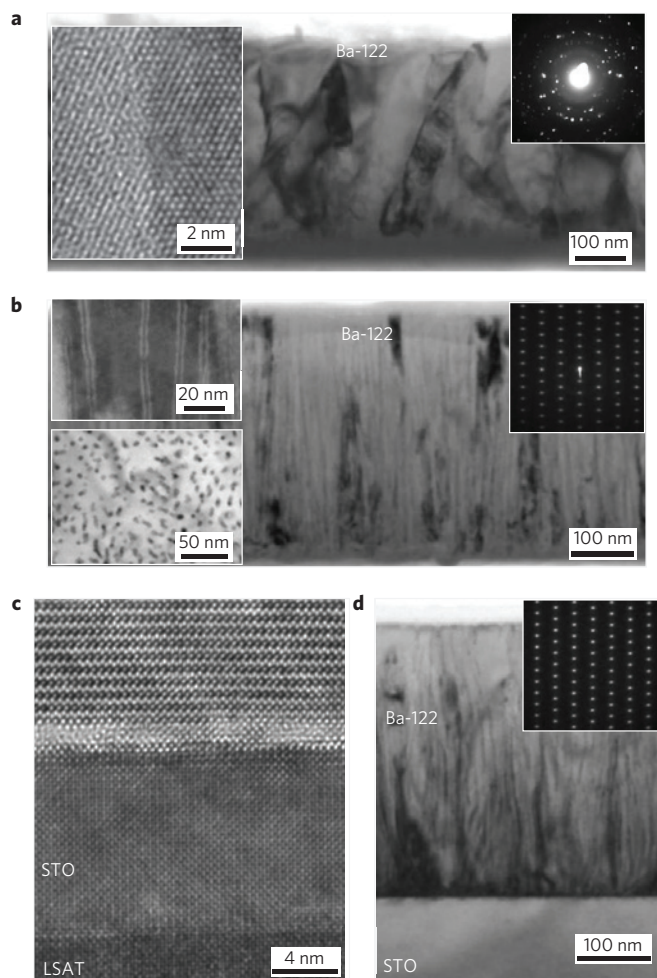 a
Ba-122
2 nm
100 nm
b
Ba-122
20 nm
50 nm
100 nm
c
d
Ba-122
STO
LSAT
4 nm
100 nm
STO